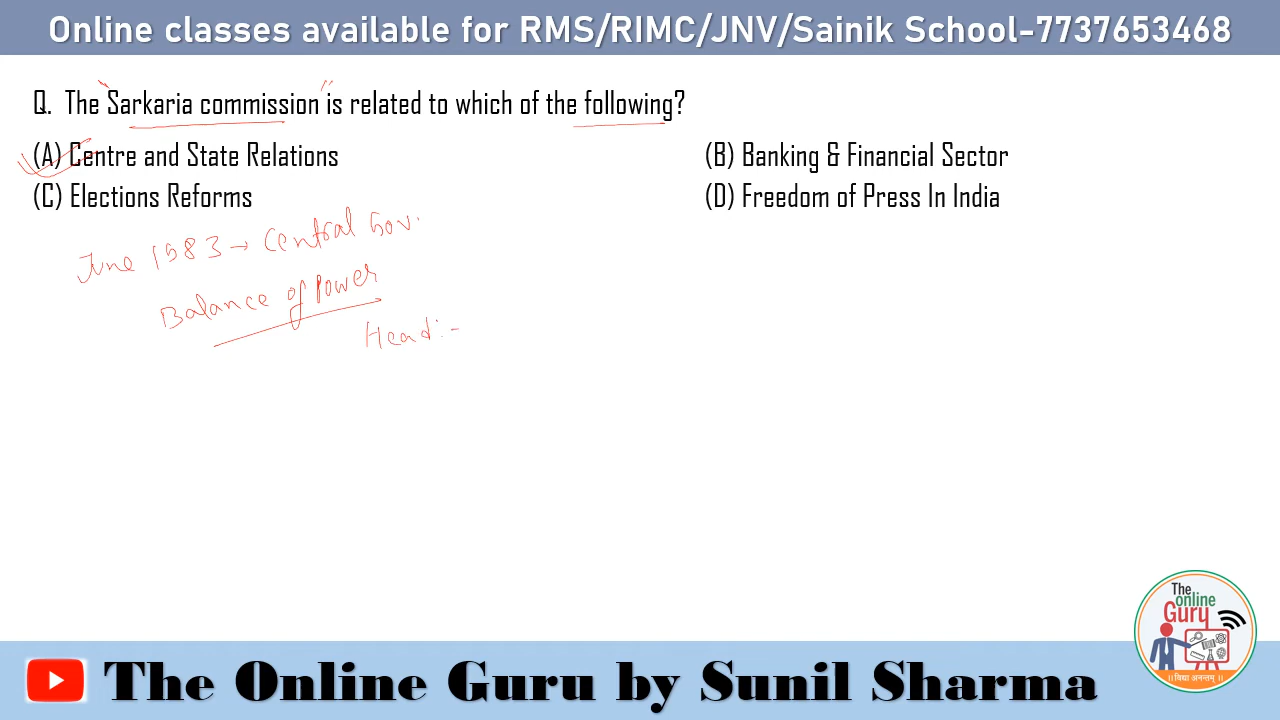 Online classes available for RMS/RIMC/JNV/Sainik School-7737653468
Q. The "Sarkaria commission" is related to which of the following?
(A) Centre and State Relations
(B) Banking & Financial Sector
(C) Elections Reforms
(D) Freedom of Press In India
June 1983 → Central Gov.
Balance of Power
Head:-
The
online
Guru
।। विद्या अनन्तम् ।।
The Online Guru by Sunil Sharma